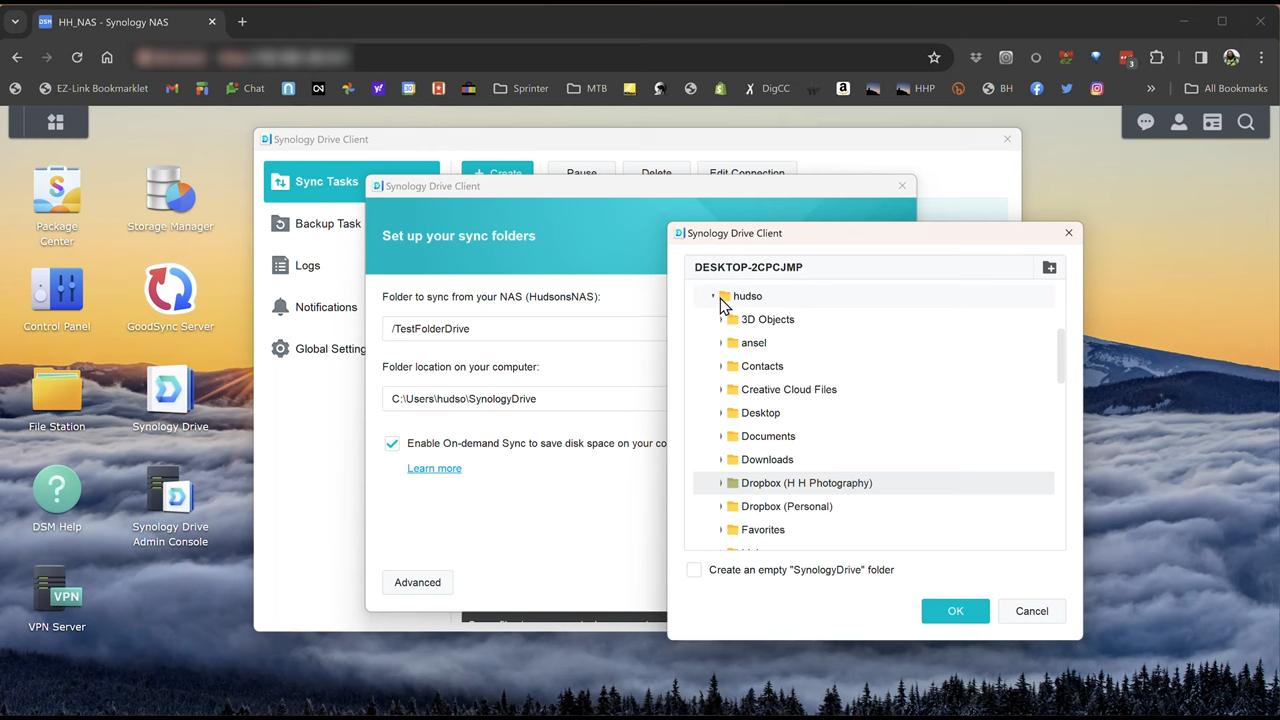 HH_NAS - Synology NAS
EZ-Link Bookmarklet
Chat
Sprinter
MTB
DigCC
HHP
BH
All Bookmarks
3
Package
Center
Storage Manager
Control Panel
GoodSync Server
File Station
Synology Drive
DSM Help
Synology Drive
Admin Console
VPN
VPN Server
Synology Drive Client
Sync Tasks
Backup Task
Logs
Notifications
Global Setting
Create
Pause
Delete
Edit Connection
Synology Drive Client
Set up your sync folders
Folder to sync from your NAS (HudsonsNAS):
/TestFolderDrive
Folder location on your computer:
C:\Users\hudso\SynologyDrive
Enable On-demand Sync to save disk space on your co
Learn more
Advanced
Synology Drive Client
DESKTOP-2CPCJMP
hudso
3D Objects
ansel
Contacts
Creative Cloud Files
Desktop
Documents
Downloads
Dropbox (H H Photography)
Dropbox (Personal)
Favorites
Create an empty "SynologyDrive" folder
OK
Cancel